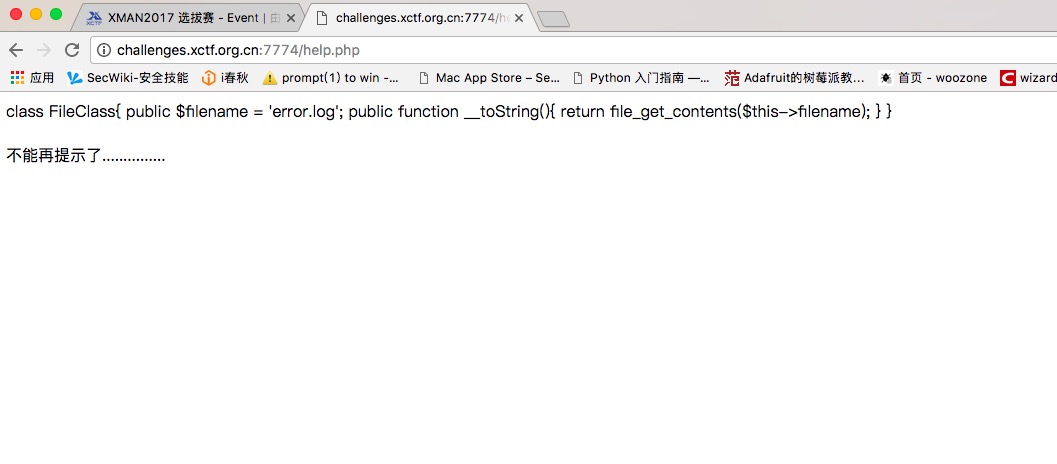 XMAN2017 选拔赛 - Event | 由
challenges.xctf.org.cn:7774/he
challenges.xctf.org.cn:7774/help.php
应用 SecWiki-安全技能 i春秋 prompt(1) to win -... Mac App Store – Se... Python 入门指南 —... 范 Adafruit的树莓派教... 首页 - woozone wizard
class FileClass{ public $filename = 'error.log'; public function __toString(){ return file_get_contents($this->filename); } }
不能再提示了...............